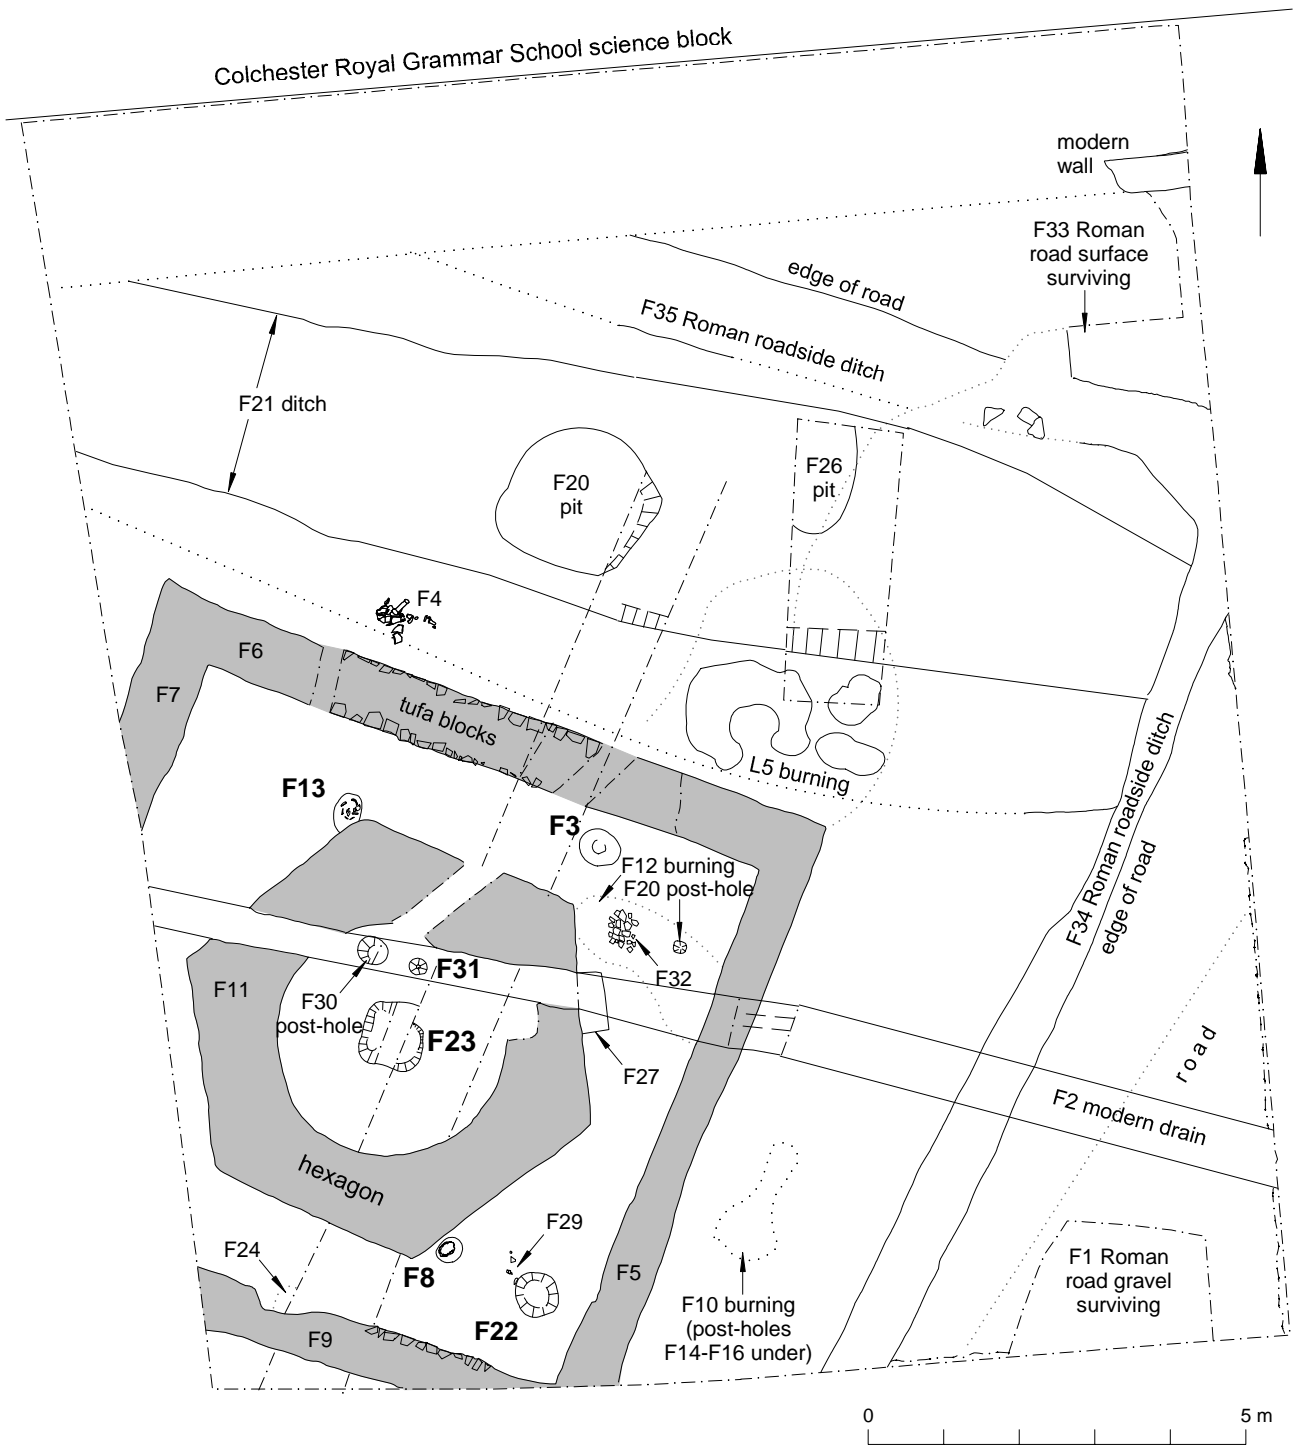 Colchester Royal Grammar School science block
modern
wall
F33 Roman
road surface
surviving
edge of road
F35 Roman roadside ditch
F21 ditch
F20
pit
F26
pit
F4
F6
F7
tufa blocks
L5 burning
F13
F3
F12 burning
F20 post-hole
F34 Roman roadside ditch
edge of road
F31
F32
F11
F30
post-hole
F23
F27
road
F2 modern drain
hexagon
F29
F24
F8
F5
F1 Roman
road gravel
surviving
F10 burning
(post-holes
F14-F16 under)
F22
F9
0 5 m